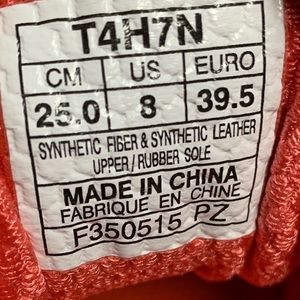 T4H7N
CM US EURO
25.0 8 39.5
SYNTHETIC FIBER & SYNTHETIC LEATHER
UPPER / RUBBER SOLE
MADE IN CHINA
FABRIQUE EN CHINE
F350515 PZ